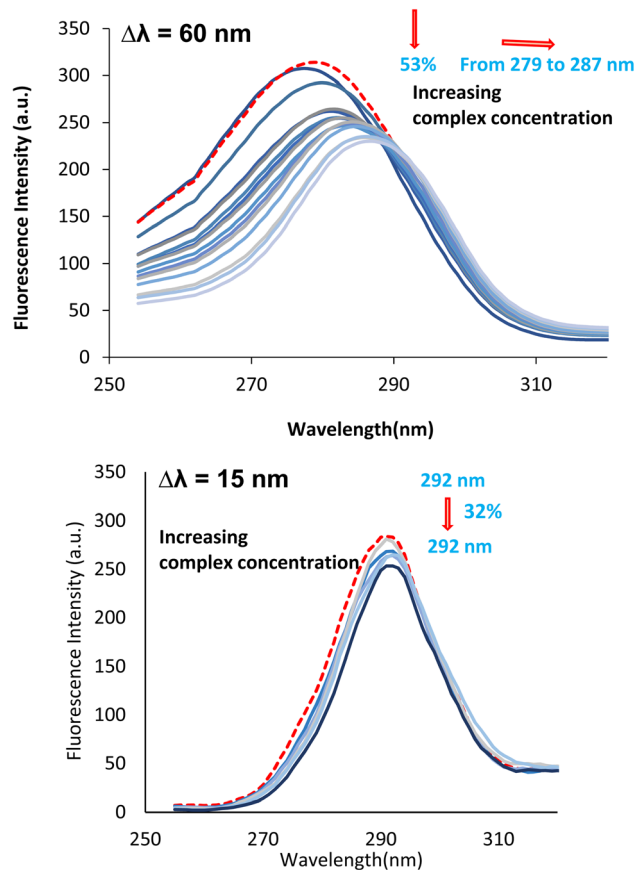 Δλ = 60 nm
53%
From 279 to 287 nm
Increasing
complex concentration
Fluorescence Intensity (a.u.)
350
300
250
200
150
100
50
0
250
270
290
310
Wavelength(nm)
Δλ = 15 nm
292 nm
32%
292 nm
Increasing
complex concentration
Fluorescence Intensity (a.u.)
350
300
250
200
150
100
50
0
250
270
290
310
Wavelength(nm)